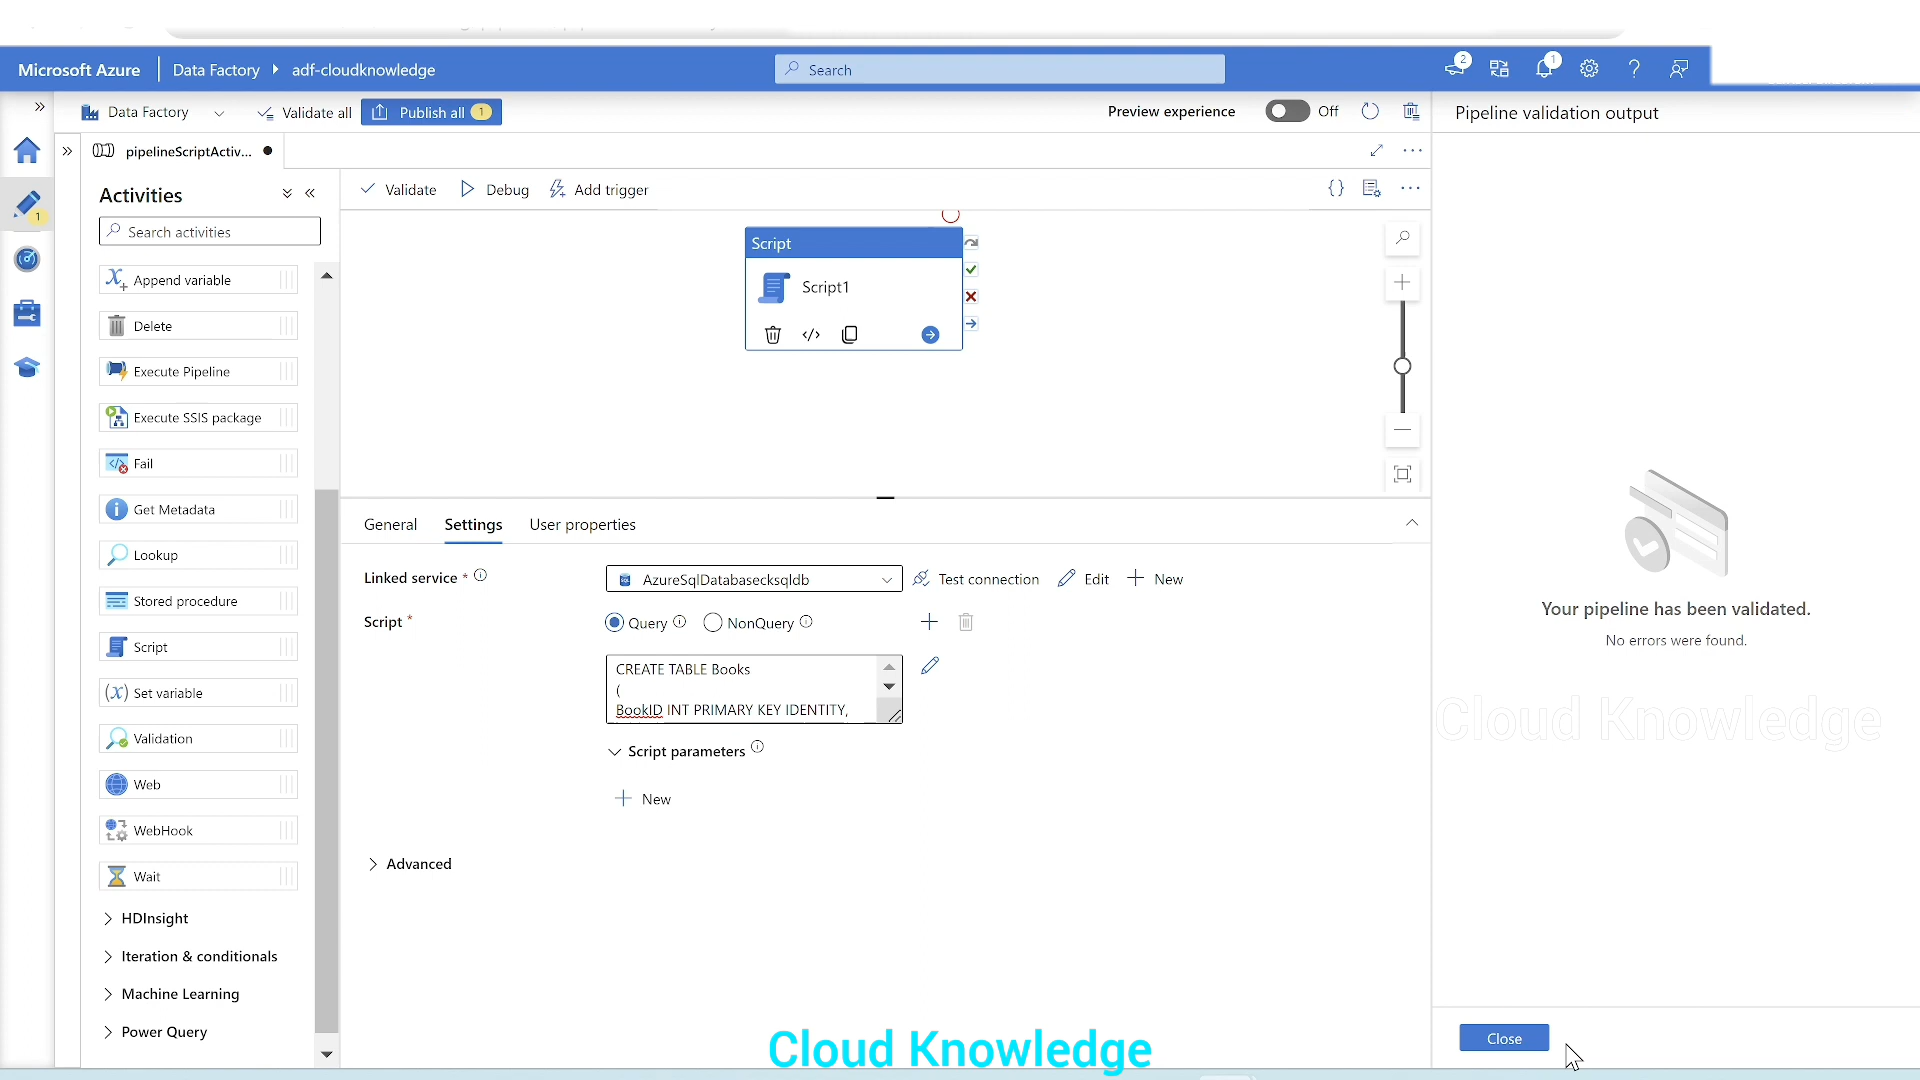 Microsoft Azure | Data Factory adf-cloudknowledge Search 2 1
Data Factory Validate all Publish all 1 Preview experience Off Pipeline validation output
pipelineScriptActiv...
Activities
Validate Debug Add trigger {}
1
Search activities
Append variable
Delete
Execute Pipeline
Execute SSIS package
Fail
Get Metadata
Lookup
Stored procedure
Script
Set variable
Validation
Web
WebHook
Wait
HDInsight
Iteration & conditionals
Machine Learning
Power Query
Script
Script1
General Settings User properties
Linked service * AzureSqlDatabasecksqldb Test connection Edit New
Script * Query NonQuery
CREATE TABLE Books
(
BookID INT PRIMARY KEY IDENTITY,
Script parameters
New
Advanced
Your pipeline has been validated.
No errors were found.
Cloud Knowledge
Close
Cloud Knowledge